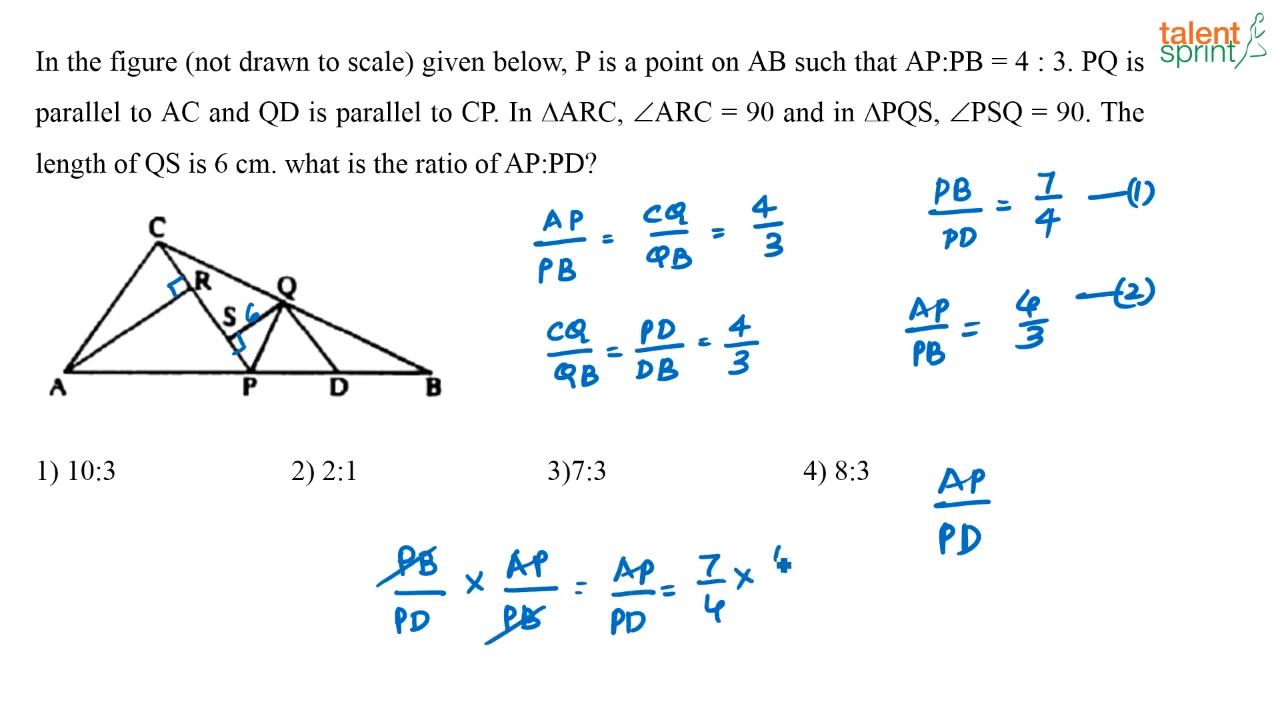 talent
sprint
In the figure (not drawn to scale) given below, P is a point on AB such that AP:PB = 4 : 3. PQ is
parallel to AC and QD is parallel to CP. In ∆ARC, ∠ARC = 90 and in ∆PQS, ∠PSQ = 90. The
length of QS is 6 cm. what is the ratio of AP:PD?
C
R
Q
S 6
A P D B
AP/PB = CQ/QB = 4/3
PB/PD = 7/4 —(1)
CQ/QB = PD/DB = 4/3
AP/PB = 4/3 —(2)
1) 10:3 2) 2:1 3)7:3 4) 8:3
AP/PD
PB/PD × AP/PB = AP/PD = 7/4 ×